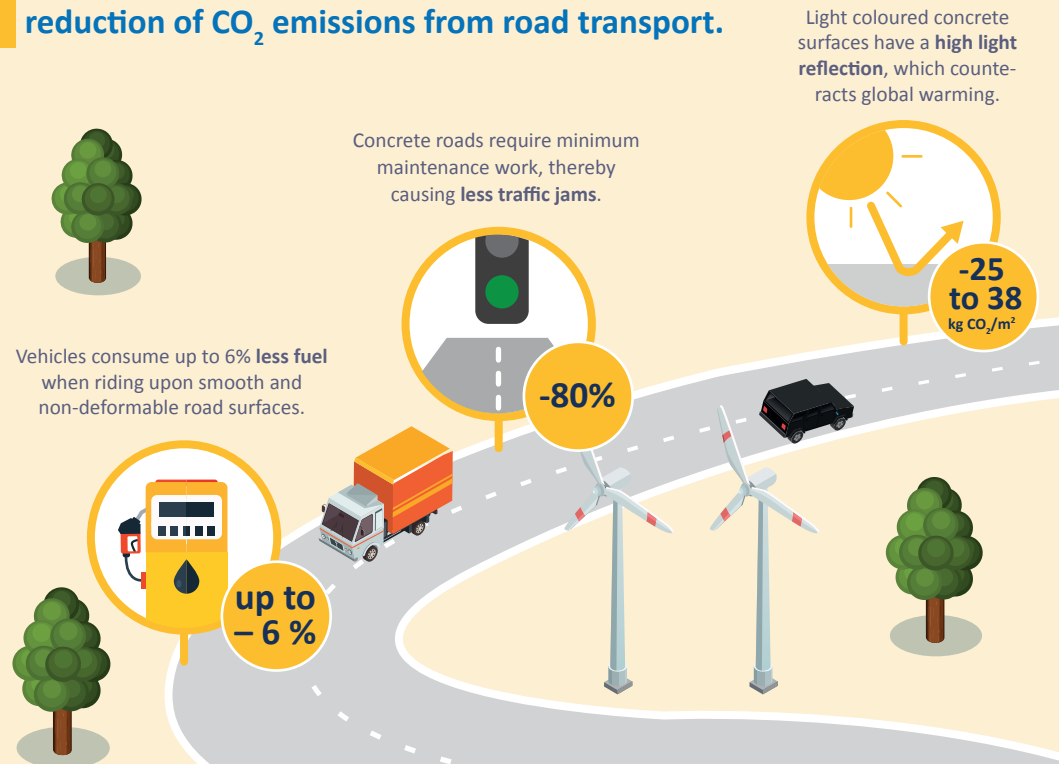 reduction of CO₂ emissions from road transport.
Light coloured concrete
surfaces have a high light
reflection, which counte-
racts global warming.
-25
to 38
kg CO₂/m²
Concrete roads require minimum
maintenance work, thereby
causing less traffic jams.
-80%
Vehicles consume up to 6% less fuel
when riding upon smooth and
non-deformable road surfaces.
up to
– 6 %